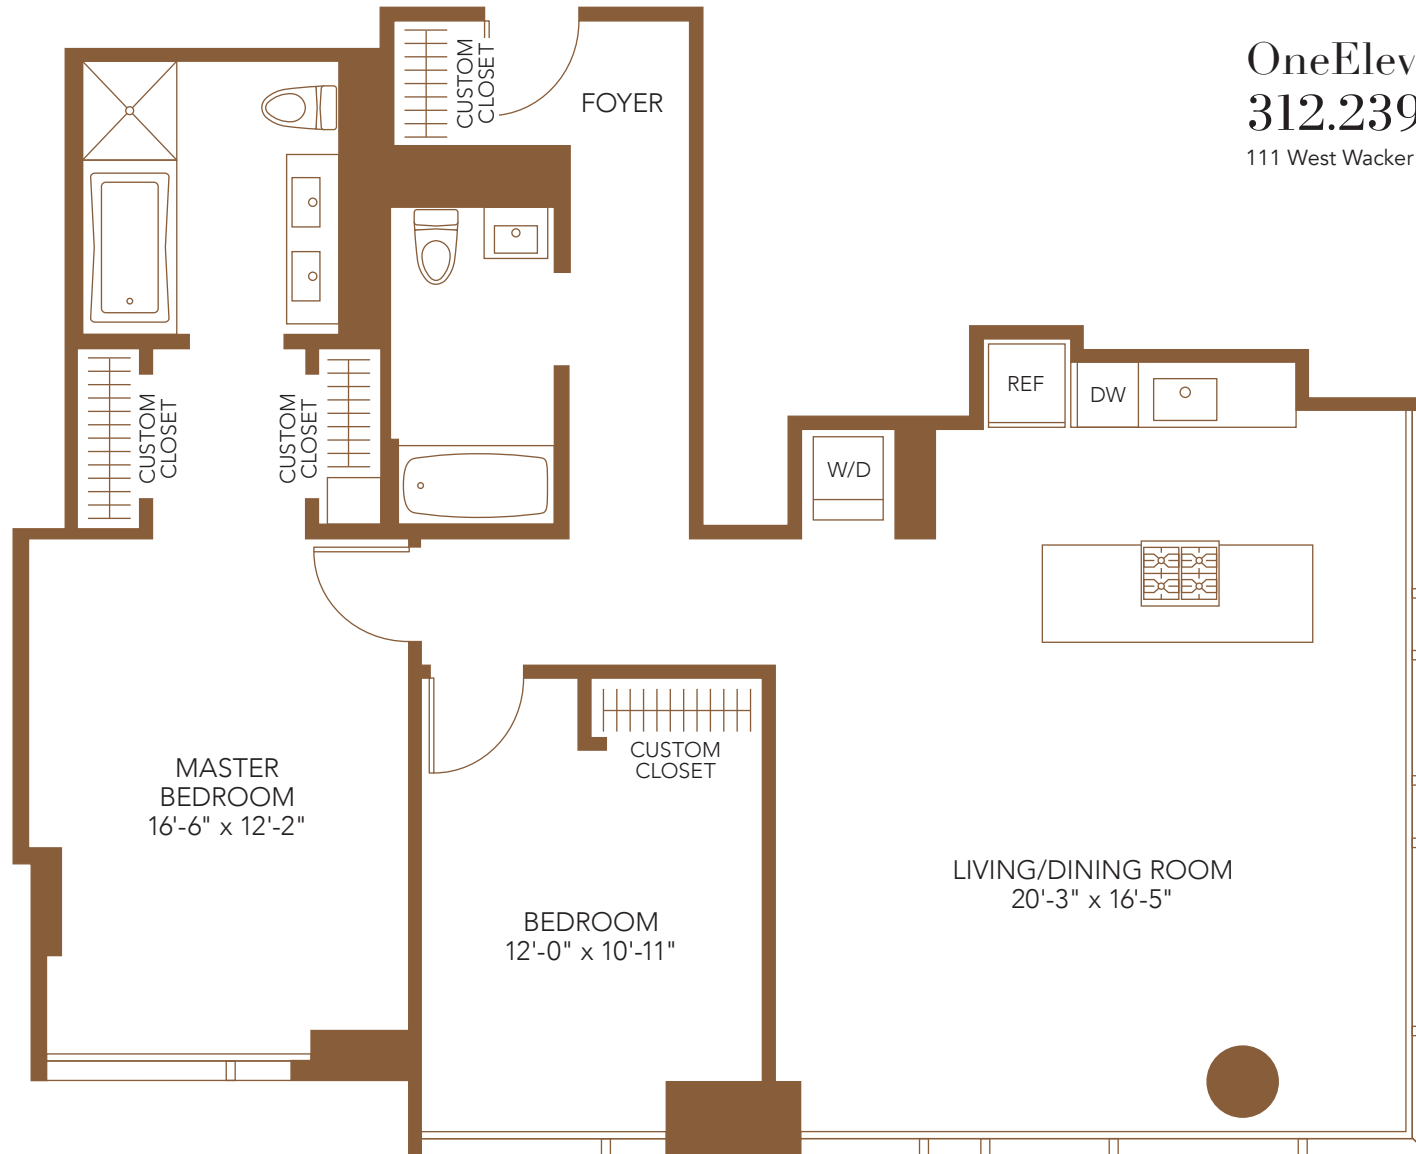 OneElev
312.239
111 West Wacker
CUSTOM
CLOSET
FOYER
REF
DW
W/D
CUSTOM
CLOSET
CUSTOM
CLOSET
CUSTOM
CLOSET
MASTER
BEDROOM
16'-6" x 12'-2"
BEDROOM
12'-0" x 10'-11"
LIVING/DINING ROOM
20'-3" x 16'-5"